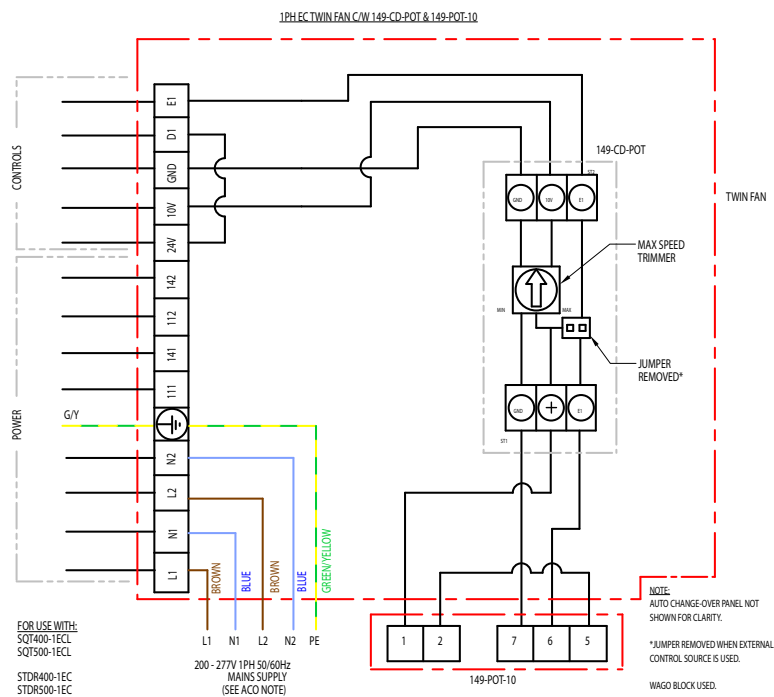 1PH EC TWIN FAN C/W 149-CD-POT & 149-POT-10
CONTROLS
POWER
E1
D1
GND
10V
24V
142
112
141
111
G/Y
N2
L2
N1
L1
BROWN
BLUE
BROWN
BLUE
GREEN/YELLOW
L1 N1 L2 N2 PE
200 - 277V 1PH 50/60Hz
MAINS SUPPLY
(SEE ACO NOTE)
FOR USE WITH:
SQT400-1ECL
SQT500-1ECL
STDR400-1EC
STDR500-1EC
149-CD-POT
ST2
GND 10V E1
MAX SPEED
TRIMMER
MIN MAX
JUMPER
REMOVED*
GND + E1
ST1
TWIN FAN
1 2 7 6 5
149-POT-10
NOTE:
AUTO CHANGE-OVER PANEL NOT
SHOWN FOR CLARITY.
*JUMPER REMOVED WHEN EXTERNAL
CONTROL SOURCE IS USED.
WAGO BLOCK USED.